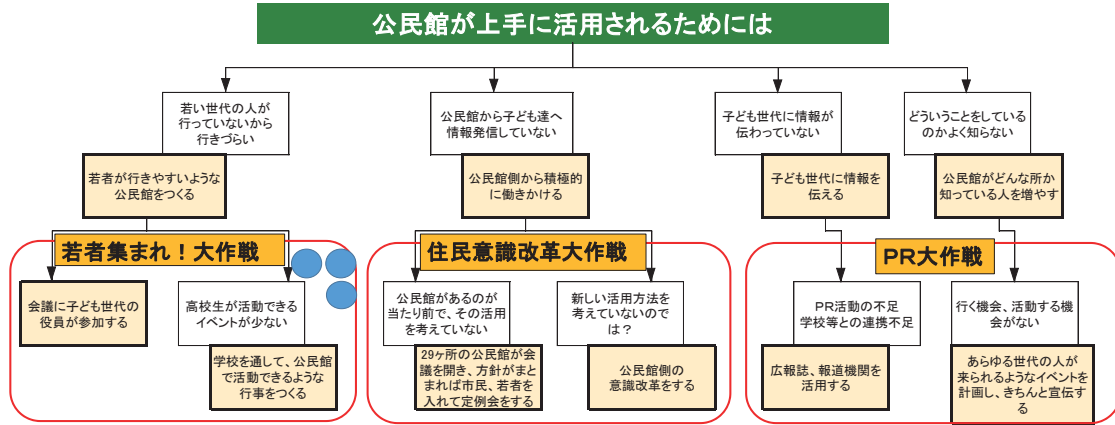 公民館が上手に活用されるためには
若い世代の人が
行っていないから
行きづらい
公民館から子ども達へ
情報発信していない
子ども世代に情報が
伝わっていない
どういうことをしている
のかよく知らない
若者が行きやすいような
公民館をつくる
公民館側から積極的
に働きかける
子ども世代に情報を
伝える
公民館がどんな所か
知っている人を増やす
若者集まれ！大作戦
住民意識改革大作戦
PR大作戦
会議に子ども世代の
役員が参加する
高校生が活動できる
イベントが少ない
公民館があるのが
当たり前で、その活用
を考えていない
新しい活用方法を
考えていないので
は？
PR活動の不足
学校等との連携不足
行く機会、活動する機
会がない
学校を通して、公民館
で活動できるような
行事をつくる
29ヶ所の公民館が会
議を開き、方針がまと
まれば市民、若者を
入れて定例会をする
公民館側の
意識改革をする
広報誌、報道機関を
活用する
あらゆる世代の人が
来られるようなイベントを
計画し、きちんと宣伝す
る